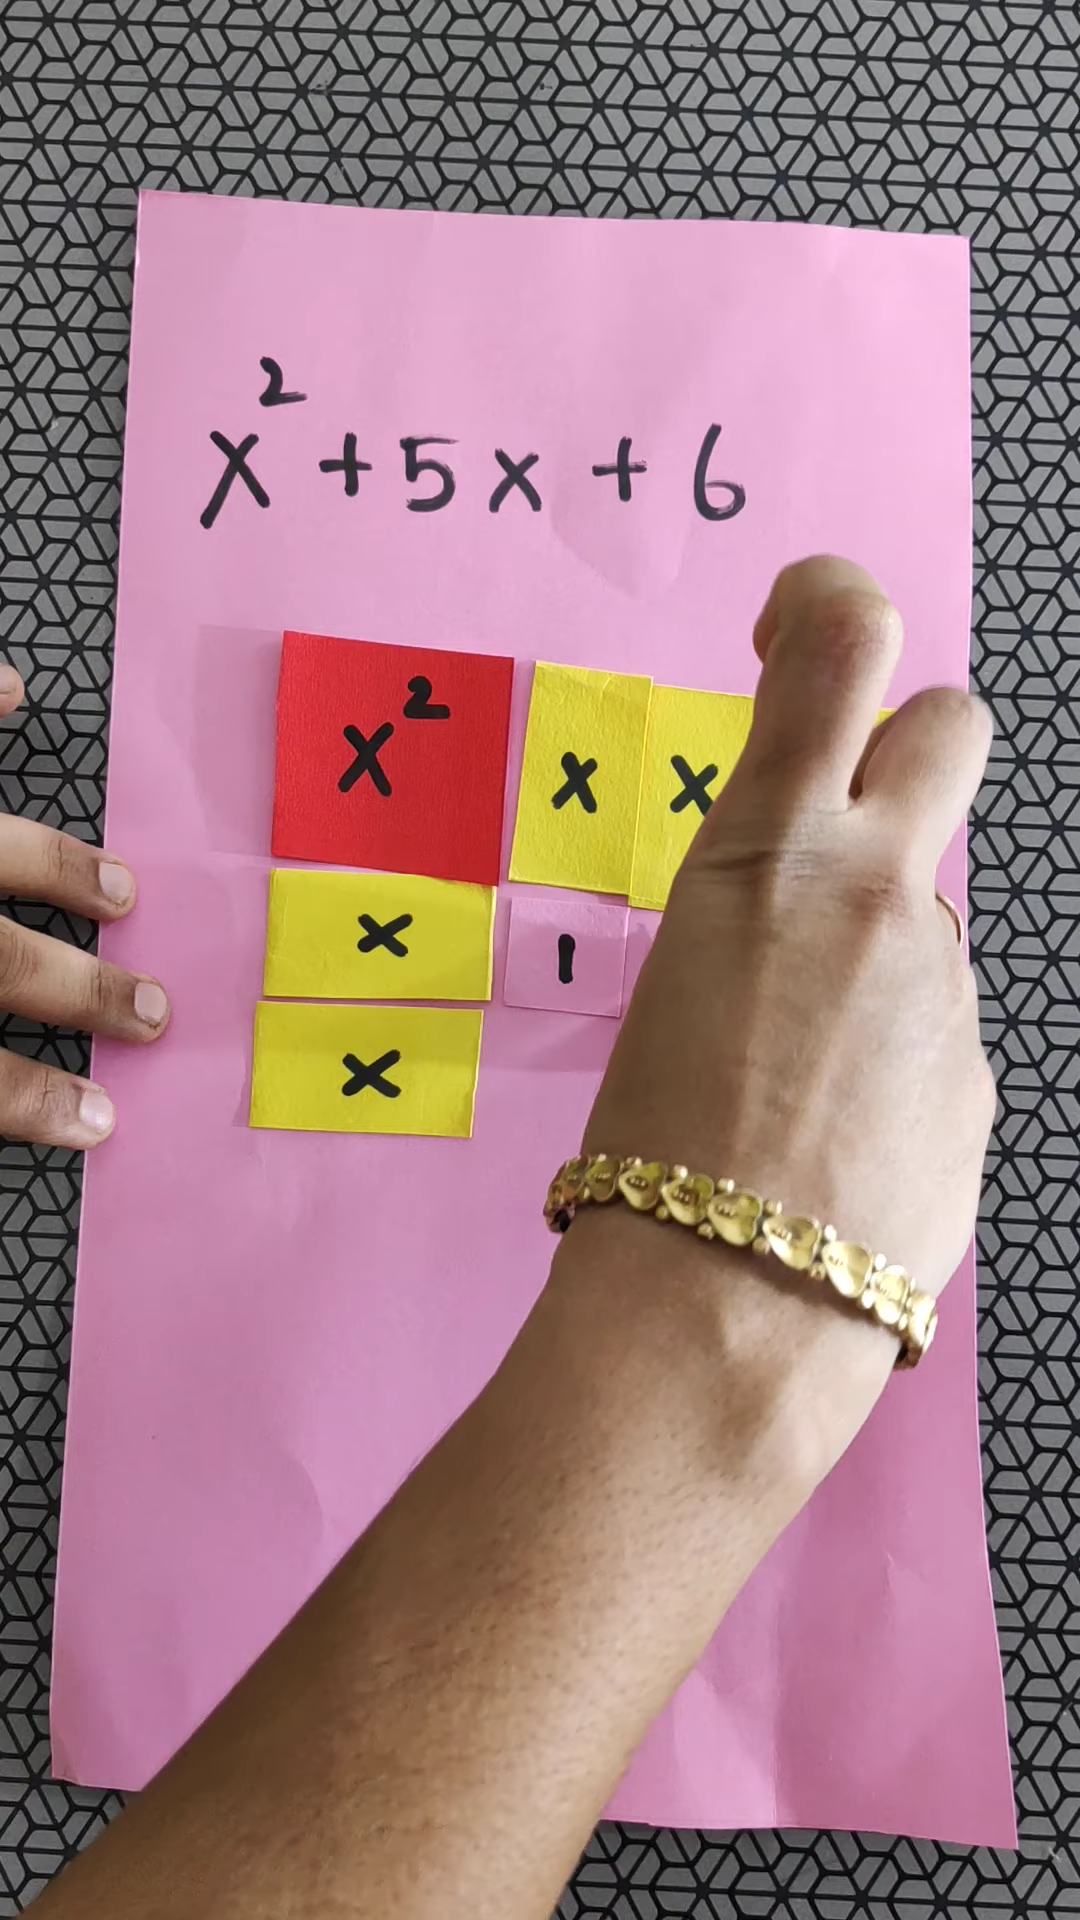 x² + 5x + 6
x² x x
x 1
x